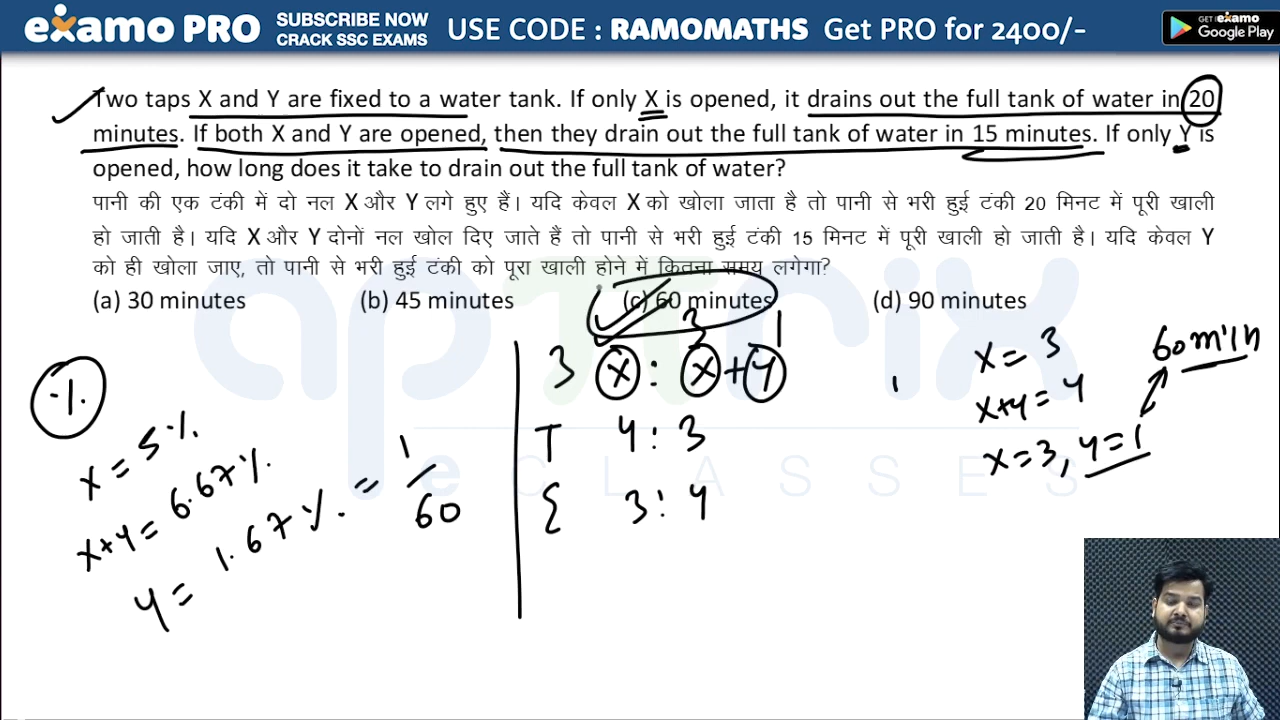 examo PRO SUBSCRIBE NOW CRACK SSC EXAMS USE CODE : RAMOMATHS Get PRO for 2400/- GET IN examo Google Play
Two taps X and Y are fixed to a water tank. If only X is opened, it drains out the full tank of water in 20
minutes. If both X and Y are opened, then they drain out the full tank of water in 15 minutes. If only Y is
opened, how long does it take to drain out the full tank of water?
पानी की एक टंकी में दो नल X और Y लगे हुए हैं। यदि केवल X को खोला जाता है तो पानी से भरी हुई टंकी 20 मिनट में पूरी खाली
हो जाती है। यदि X और Y दोनों नल खोल दिए जाते हैं तो पानी से भरी हुई टंकी 15 मिनट में पूरी खाली हो जाती है। यदि केवल Y
को ही खोला जाए, तो पानी से भरी हुई टंकी को पूरा खाली होने में कितना समय लगेगा?
(a) 30 minutes (b) 45 minutes (c) 60 minutes (d) 90 minutes
aptitrix
e CLASSES
·/.
x = 5 %
x+y = 6.67 %
y = 1.67 % = 1/60
3 1
3 x : x + y
T 4 : 3
E 3 : 4
x = 3
x+y = 4
x = 3, y = 1
60 min